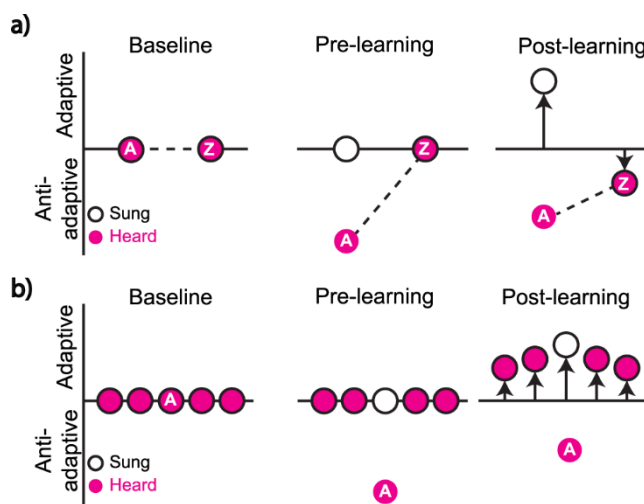 a)
Baseline
Pre-learning
Post-learning
Adaptive
Anti-
adaptive
A
Z
Z
A
Z
A
Sung
Heard
b)
Baseline
Pre-learning
Post-learning
Adaptive
Anti-
adaptive
A
A
A
Sung
Heard